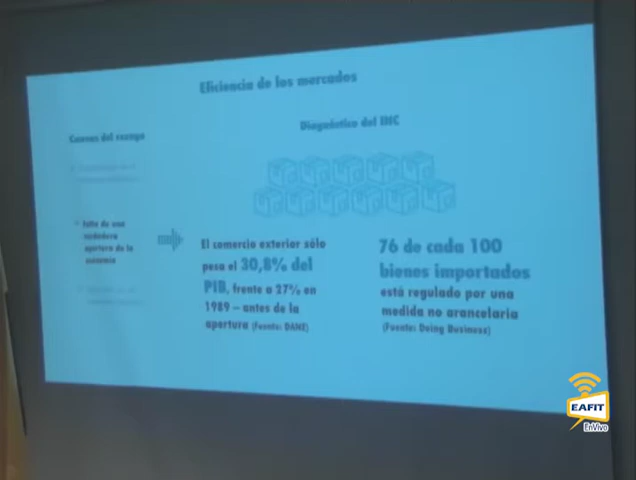 Eficiencia de los mercados
Causas del rezago
Diagnóstico del INC
Falta de una
verdadera
apertura de la
economía
El comercio exterior sólo
pesa el 30,8% del
PIB, frente a 27% en
1989 – antes de la
apertura (Fuente: DANE)
76 de cada 100
bienes importados
está regulado por una
medida no arancelaria
(Fuente: Doing Business)
EAFIT
EnVivo